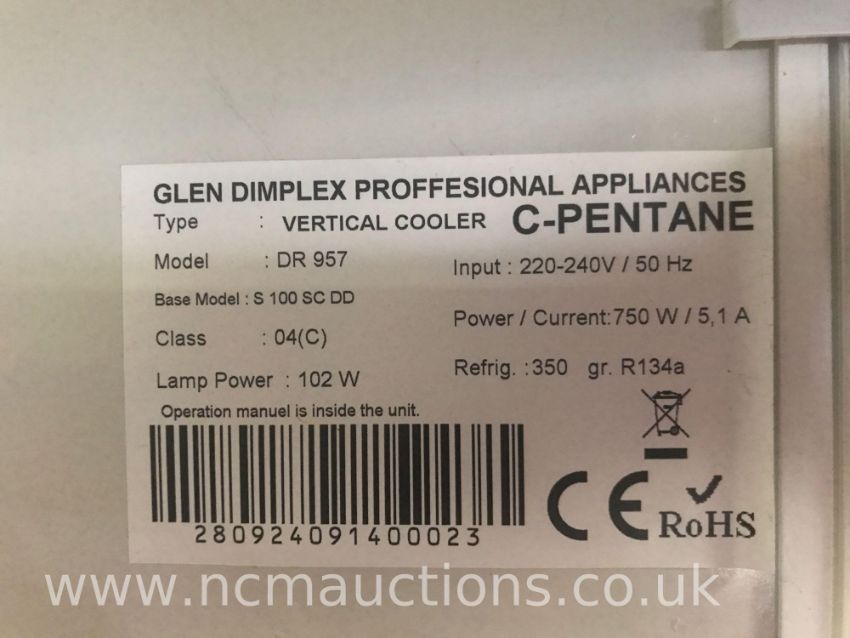 GLEN DIMPLEX PROFFESIONAL APPLIANCES
Type : VERTICAL COOLER C-PENTANE
Model : DR 957
Input : 220-240V / 50 Hz
Base Model : S 100 SC DD
Power / Current:750 W / 5,1 A
Class : 04(C)
Refrig. :350 gr. R134a
Lamp Power : 102 W
Operation manuel is inside the unit.
280924091400023
CE RoHS
www.ncmauctions.co.uk